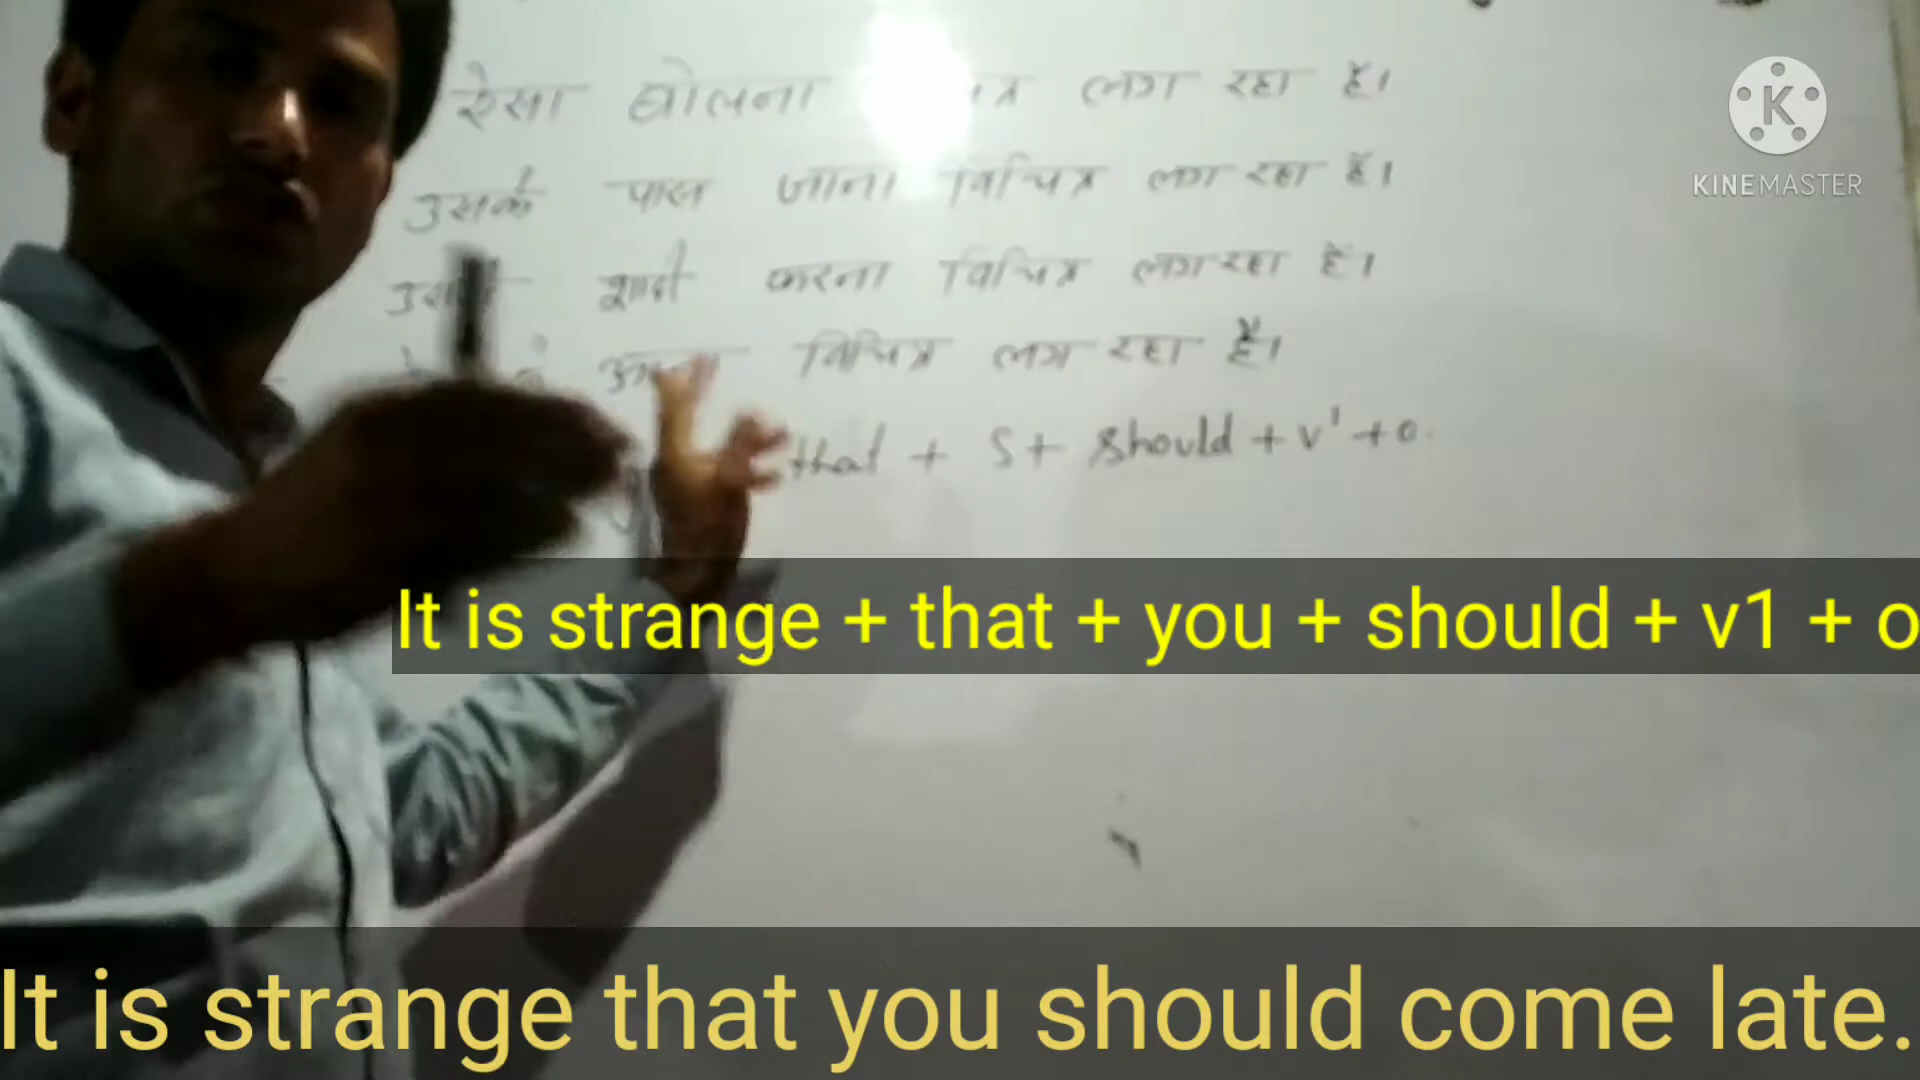 ऐसा बोलना लग रहा है।
उसके पास जाना विचित्र लग रहा है।
शादी करना विचित्र लग रहा है।
विचित्र लग रहा है।
that + S + should + v¹ + o.
It is strange + that + you + should + v1 + o
It is strange that you should come late.
K
KINEMASTER